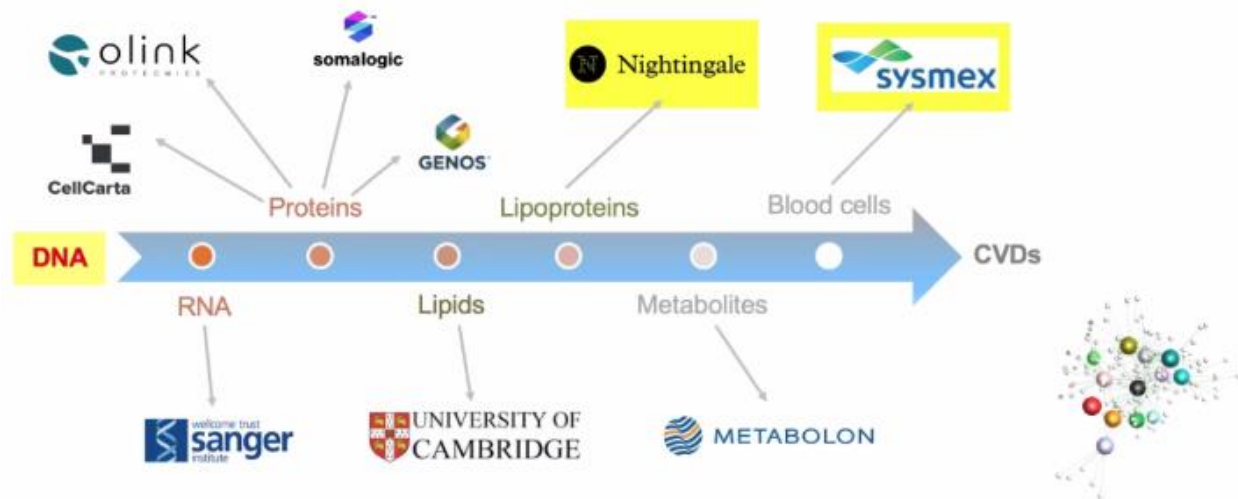 olink
PROTEOMICS
somalogic
Nightingale
sysmex
CellCarta
GENOS
Proteins
Lipoproteins
Blood cells
DNA
CVDs
RNA
Lipids
Metabolites
wellcome trust
sanger
institute
UNIVERSITY OF
CAMBRIDGE
METABOLON